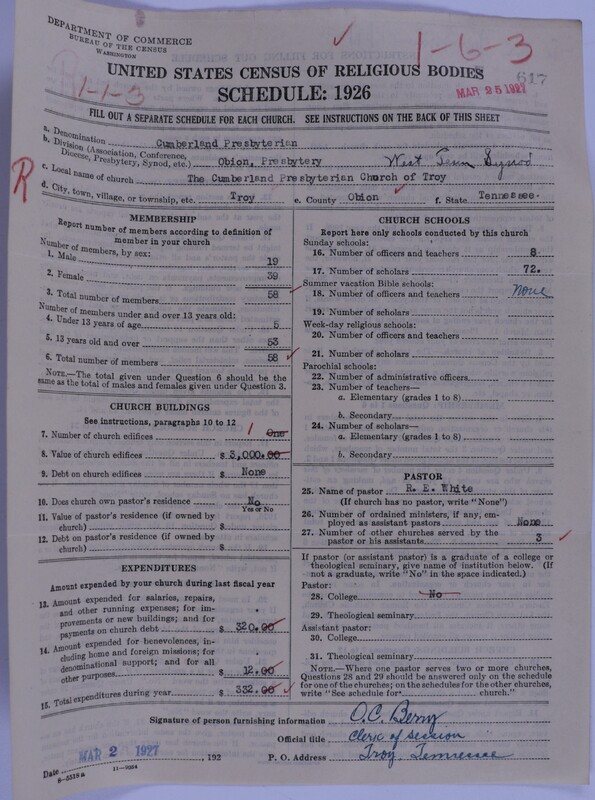 DEPARTMENT OF COMMERCE
BUREAU OF THE CENSUS
WASHINGTON
1-6-3
1-1-3
617
UNITED STATES CENSUS OF RELIGIOUS BODIES
MAR 25 1927
SCHEDULE: 1926
FILL OUT A SEPARATE SCHEDULE FOR EACH CHURCH. SEE INSTRUCTIONS ON THE BACK OF THIS SHEET
a. Denomination Cumberland Presbyterian
b. Division (Association, Conference, Diocese, Presbytery, Synod, etc.) Obion, Presbytery West Tenn Synod
c. Local name of church The Cumberland Presbyterian Church of Troy
R
d. City, town, village, or township, etc. Troy e. County Obion f. State Tennessee.
MEMBERSHIP
Report number of members according to definition of
member in your church
Number of members, by sex:
1. Male 19
2. Female 39
3. Total number of members 58
Number of members under and over 13 years old:
4. Under 13 years of age 5
5. 13 years old and over 53
6. Total number of members 58
NOTE.—The total given under Question 6 should be the
same as the total of males and females given under Question 3.
CHURCH BUILDINGS
See instructions, paragraphs 10 to 12
7. Number of church edifices 1 One
8. Value of church edifices $ 3,000.00
9. Debt on church edifices $ None
10. Does church own pastor's residence No
Yes or No
11. Value of pastor's residence (if owned by
church) $
12. Debt on pastor's residence (if owned by
church) $
EXPENDITURES
Amount expended by your church during last fiscal year
13. Amount expended for salaries, repairs,
and other running expenses; for im-
provements or new buildings; and for
payments on church debt $ 320.00
14. Amount expended for benevolences, in-
cluding home and foreign missions; for
denominational support; and for all
other purposes $ 12.00
15. Total expenditures during year $ 332.00
CHURCH SCHOOLS
Report here only schools conducted by this church
Sunday schools:
16. Number of officers and teachers 8
17. Number of scholars 72.
Summer vacation Bible schools:
18. Number of officers and teachers None
19. Number of scholars
Week-day religious schools:
20. Number of officers and teachers
21. Number of scholars
Parochial schools:
22. Number of administrative officers
23. Number of teachers—
a. Elementary (grades 1 to 8)
b. Secondary
24. Number of scholars—
a. Elementary (grades 1 to 8)
b. Secondary
PASTOR
25. Name of pastor R. E. White
(If church has no pastor, write "None")
26. Number of ordained ministers, if any, em-
ployed as assistant pastors None
27. Number of other churches served by the
pastor or his assistants 3
If pastor (or assistant pastor) is a graduate of a college or
theological seminary, give name of institution below. (If
not a graduate, write "No" in the space indicated.)
Pastor:
28. College No
29. Theological seminary
Assistant pastor:
30. College
31. Theological seminary
NOTE.—Where one pastor serves two or more churches,
Questions 28 and 29 should be answered only on the schedule
for one of the churches; on the schedules for the other churches,
write "See schedule for church."
Signature of person furnishing information O.C. Berry
Official title Clerk of Session
Date MAR 2 1927, 192 P. O. Address Troy, Tennessee
8-5318a 11-9054